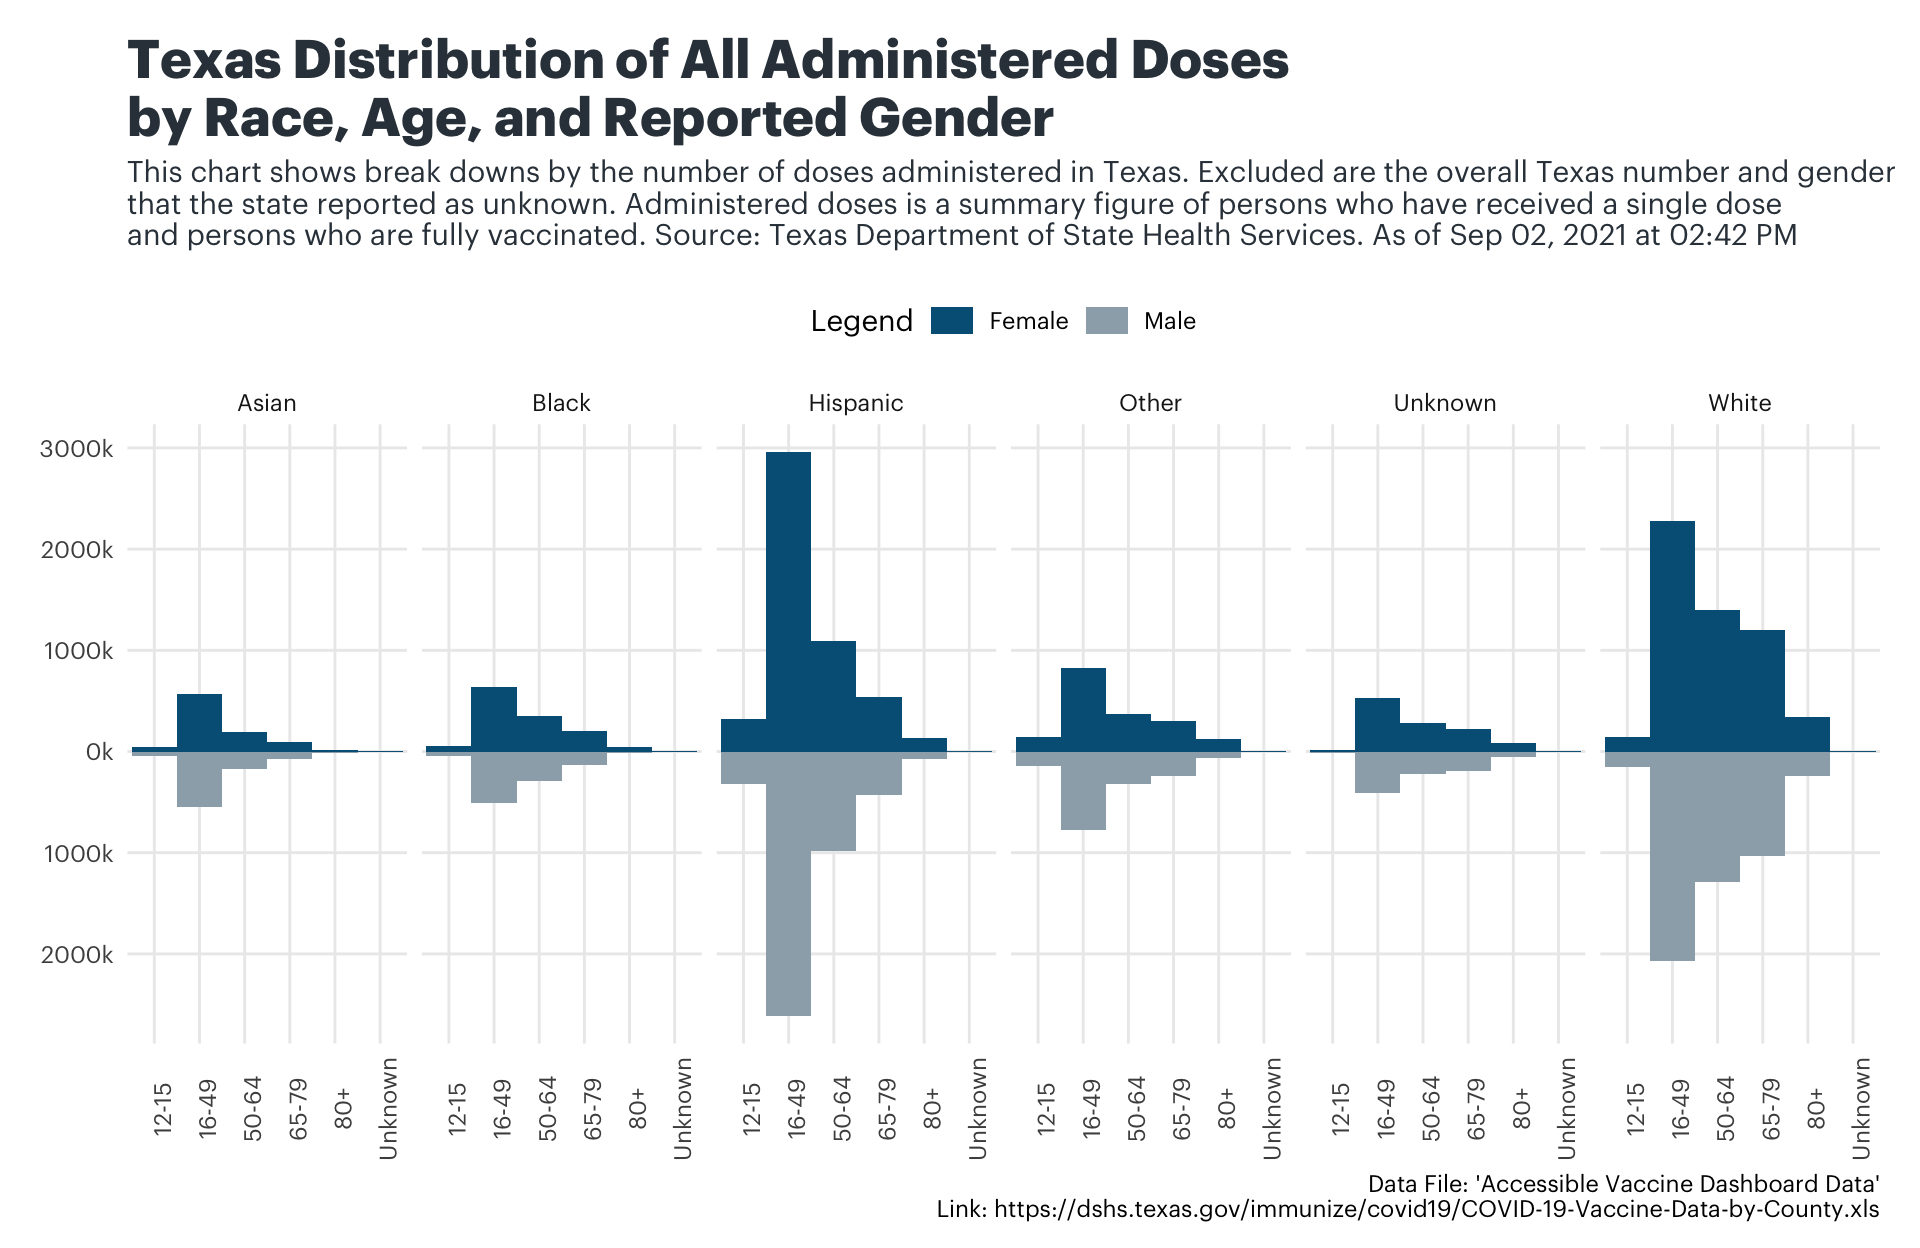 Texas Distribution of All Administered Doses
by Race, Age, and Reported Gender
This chart shows break downs by the number of doses administered in Texas. Excluded are the overall Texas number and gender
that the state reported as unknown. Administered doses is a summary figure of persons who have received a single dose
and persons who are fully vaccinated. Source: Texas Department of State Health Services. As of Sep 02, 2021 at 02:42 PM
Legend Female Male
Asian Black Hispanic Other Unknown White
3000k
2000k
1000k
0k
1000k
2000k
12-15 16-49 50-64 65-79 80+ Unknown 12-15 16-49 50-64 65-79 80+ Unknown 12-15 16-49 50-64 65-79 80+ Unknown 12-15 16-49 50-64 65-79 80+ Unknown 12-15 16-49 50-64 65-79 80+ Unknown 12-15 16-49 50-64 65-79 80+ Unknown
Data File: 'Accessible Vaccine Dashboard Data'
Link: https://dshs.texas.gov/immunize/covid19/COVID-19-Vaccine-Data-by-County.xls